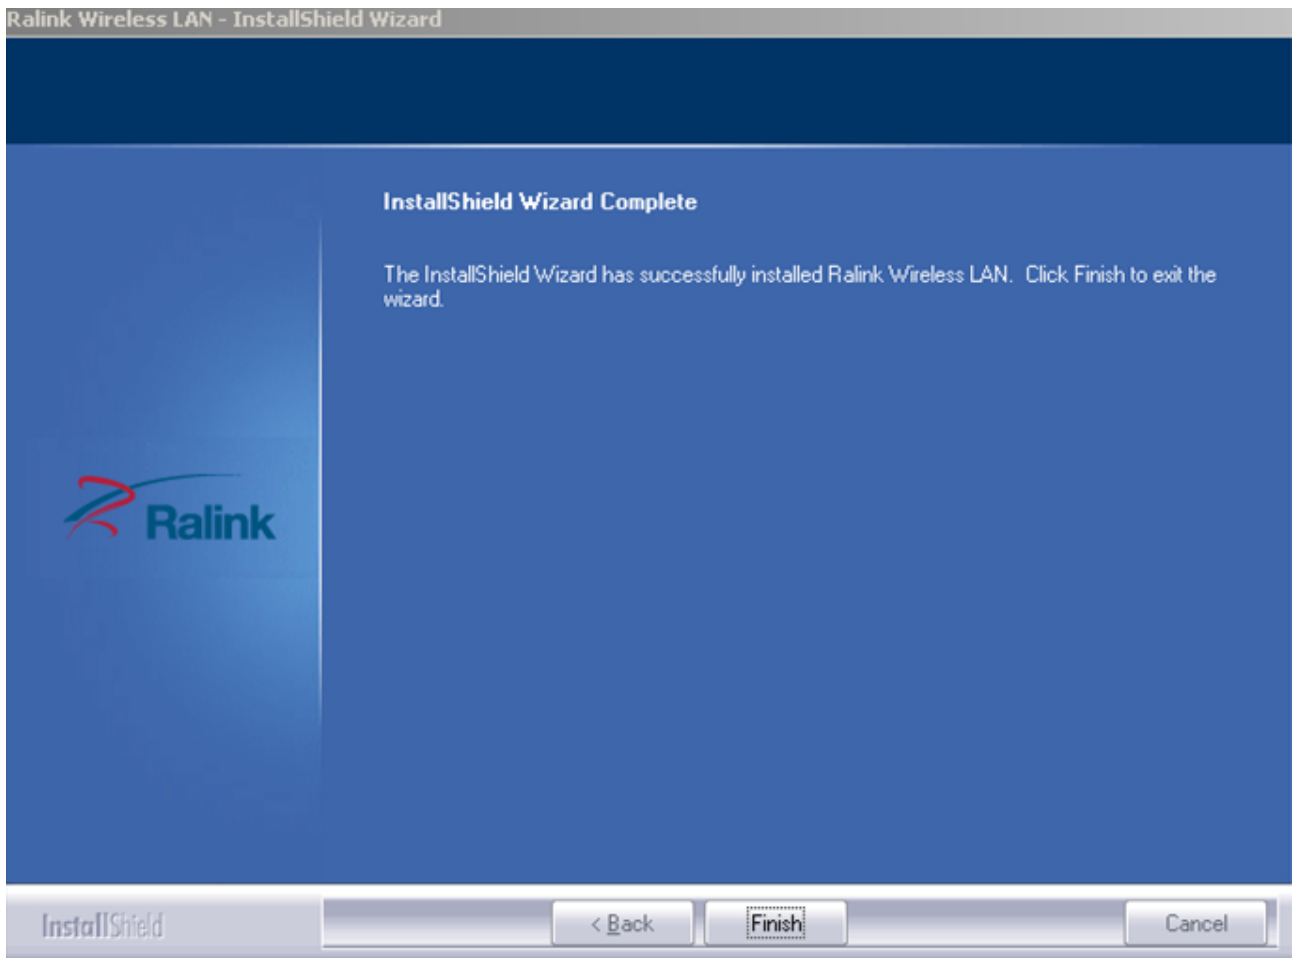 Ralink Wireless LAN - InstallShield Wizard
InstallShield Wizard Complete
The InstallShield Wizard has successfully installed Ralink Wireless LAN. Click Finish to exit the
wizard.
Ralink
InstallShield
< Back
Finish
Cancel